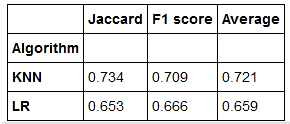 Jaccard F1 score Average
Algorithm
KNN 0.734 0.709 0.721
LR 0.653 0.666 0.659